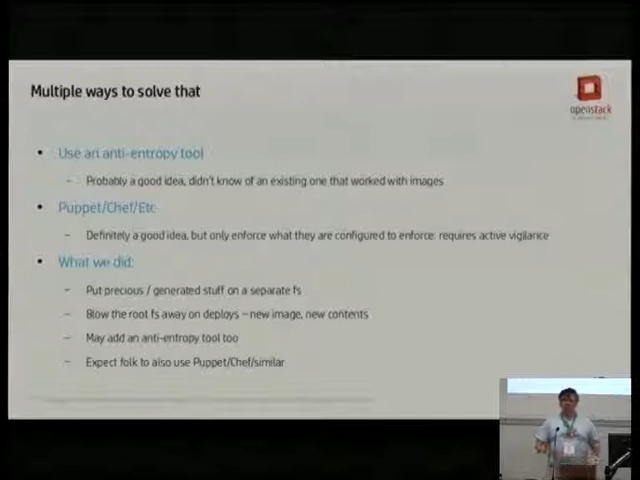 Multiple ways to solve that
openstack
• Use an anti-entropy tool
– Probably a good idea, didn't know of an existing one that worked with images
• Puppet/Chef/Etc
– Definitely a good idea, but only enforce what they are configured to enforce: requires active vigilance
• What we did:
– Put precious / generated stuff on a separate fs
– Blow the root fs away on deploys – new image, new contents
– May add an anti-entropy tool too
– Expect folk to also use Puppet/Chef/similar